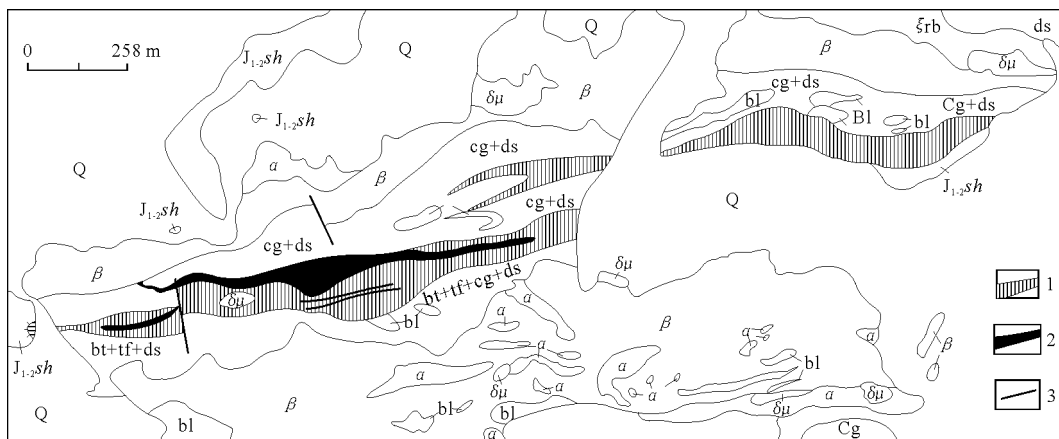 0 258 m
J₁₋₂sh
Q
Q
β
ξrb
ds
δμ
δμ
β
cg+ds
bl
Bl
bl
Cg+ds
J₁₋₂sh
α
β
cg+ds
Q
J₁₋₂sh
cg+ds
Q
J₁₋₂sh
cg+ds
β
δμ
bt+tf+cg+ds
δμ
bl
α
β
1
bt+tf+ds
J₁₋₂sh
α
α
α
α
bl
β
2
α
δμ
α
α
α
δμ
3
Q
bl
β
bl
bl
δμ
α
Cg